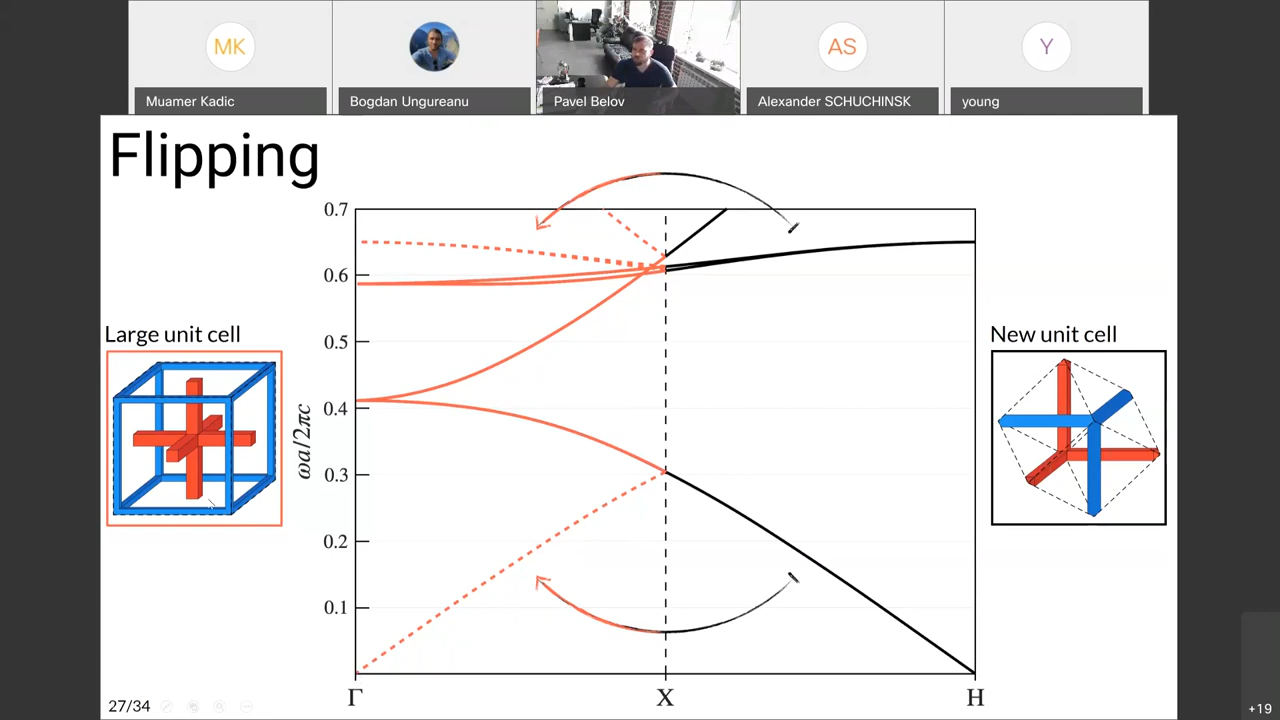 MK
AS
Y
Muamer Kadic
Bogdan Ungureanu
Pavel Belov
Alexander SCHUCHINSK
young
Flipping
0.7
0.6
0.5
0.4
0.3
0.2
0.1
ωa/2πc
Γ
X
H
Large unit cell
New unit cell
27/34
+19